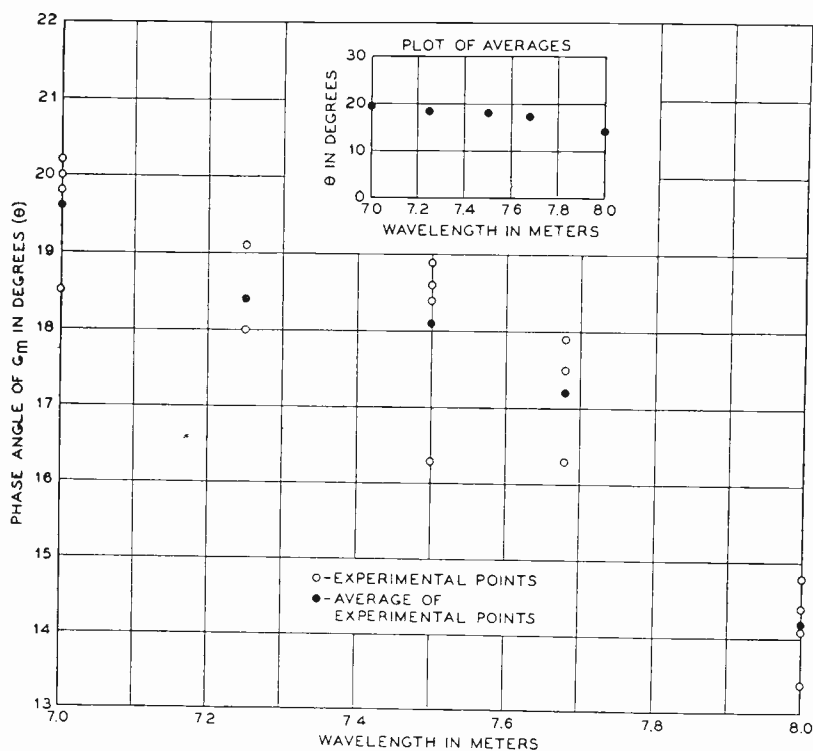 22
21
20
19
18
17
16
15
14
13
PHASE ANGLE OF Gm IN DEGREES (θ)
PLOT OF AVERAGES
30
20
10
0
θ IN DEGREES
7.0 7.2 7.4 7.6 7.8 8.0
WAVELENGTH IN METERS
○-EXPERIMENTAL POINTS
●-AVERAGE OF
EXPERIMENTAL POINTS
7.0 7.2 7.4 7.6 7.8 8.0
WAVELENGTH IN METERS